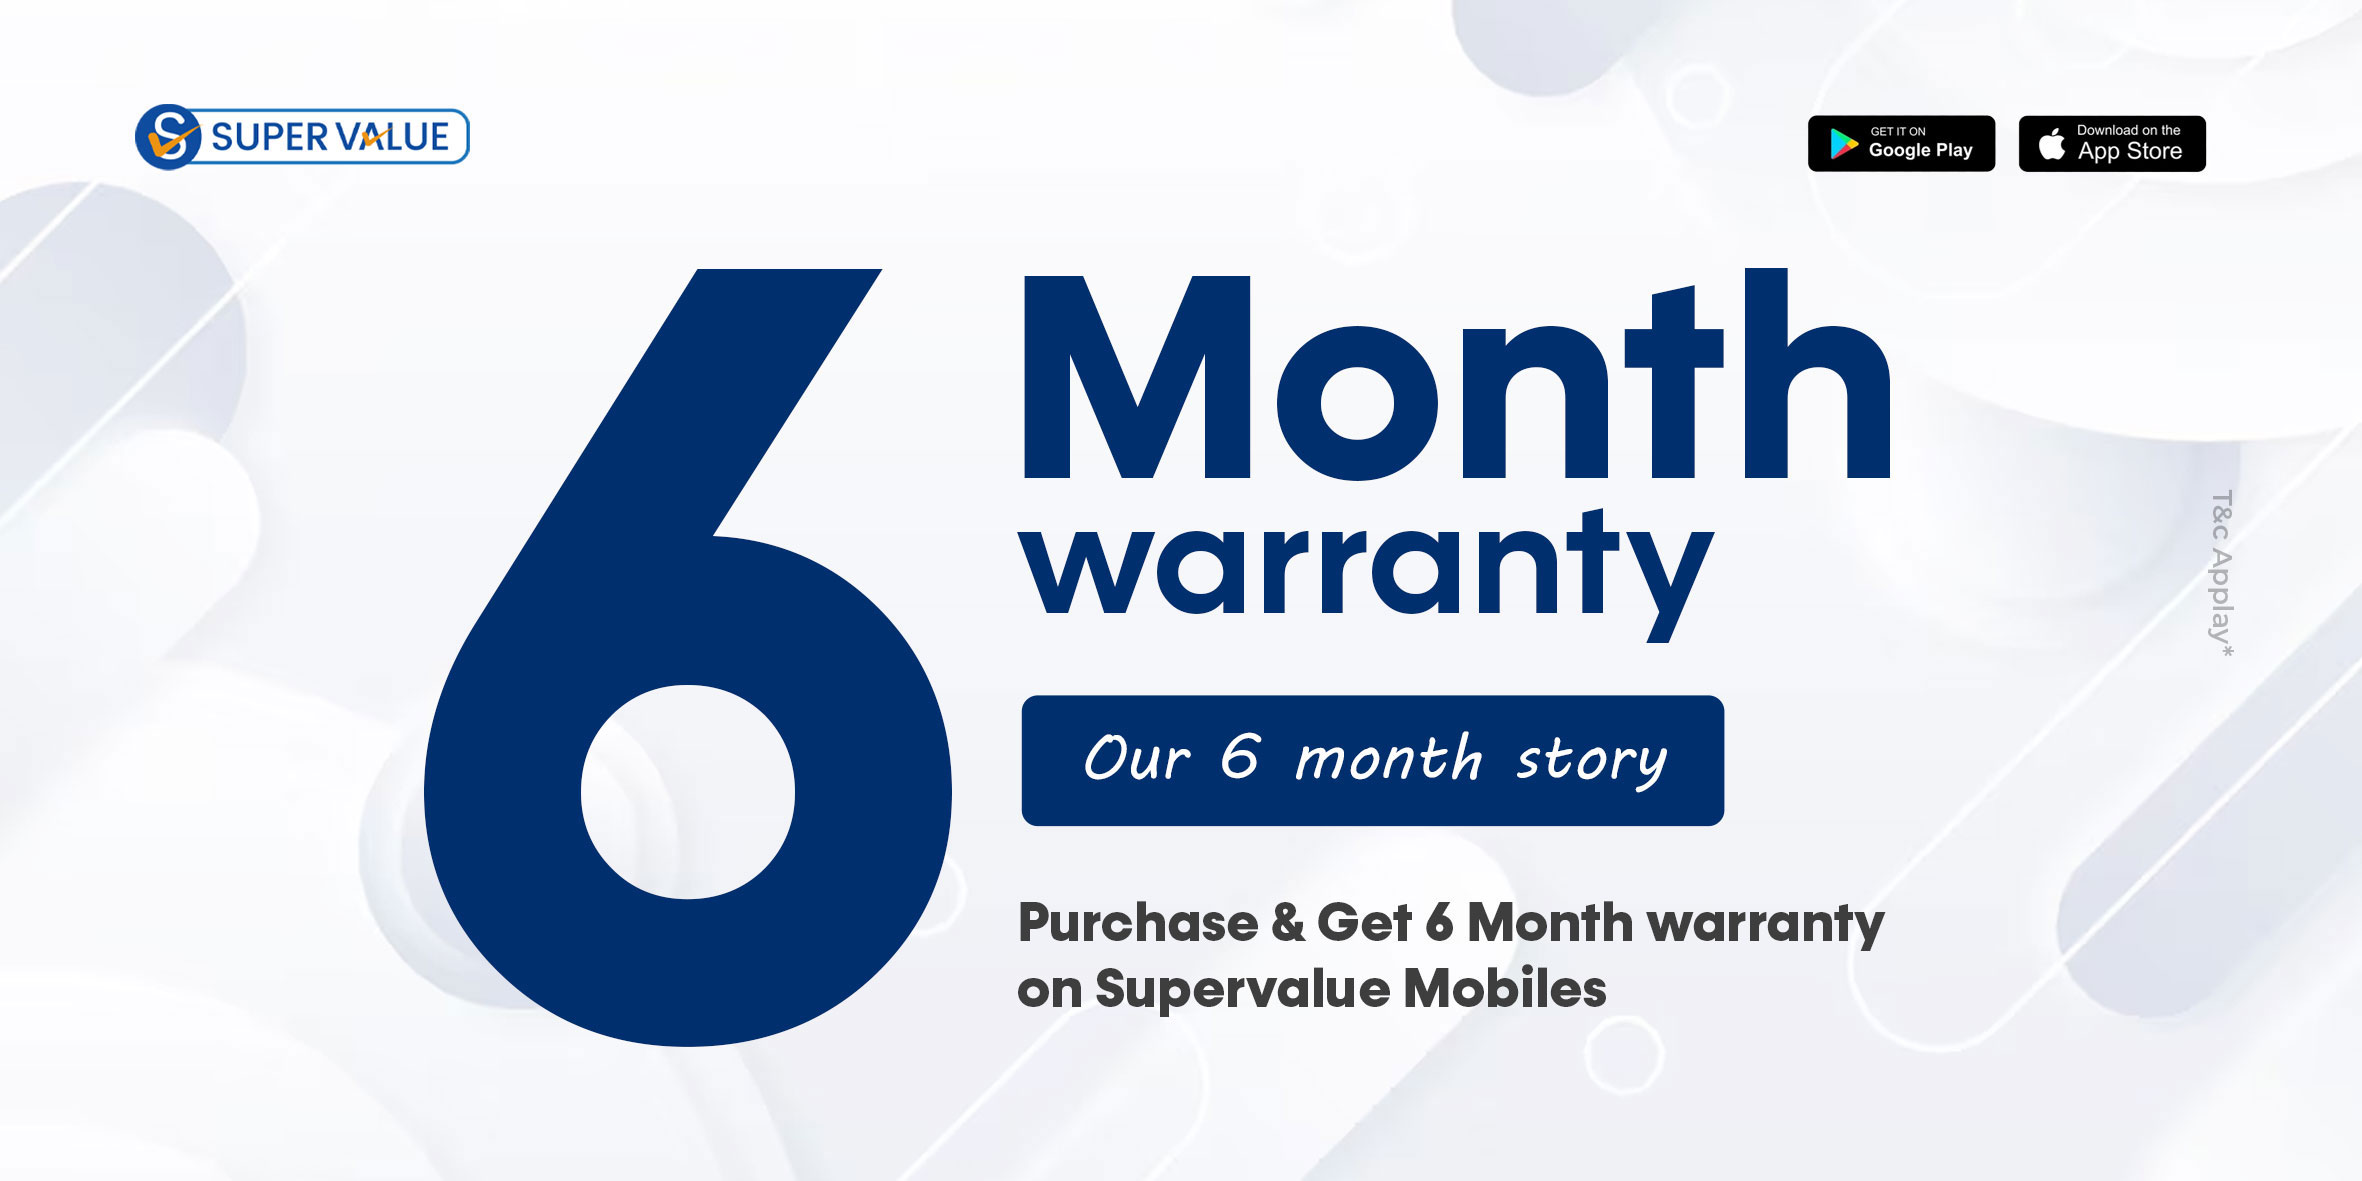 SUPER VALUE
GET IT ON
Google Play
Download on the
App Store
6
Month
warranty
Our 6 month story
Purchase & Get 6 Month warranty
on Supervalue Mobiles
T&c Applay*